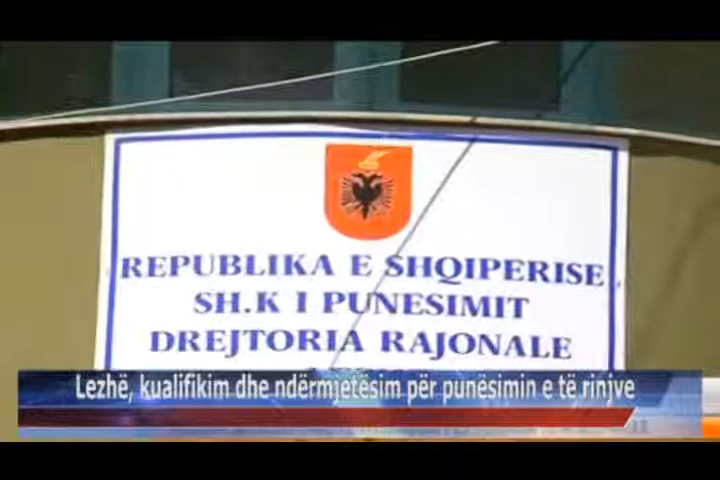 REPUBLIKA E SHQIPERISE
SH.K I PUNESIMIT
DREJTORIA RAJONALE
Lezhë, kualifikim dhe ndërmjetësim për punësimin e të rinjve